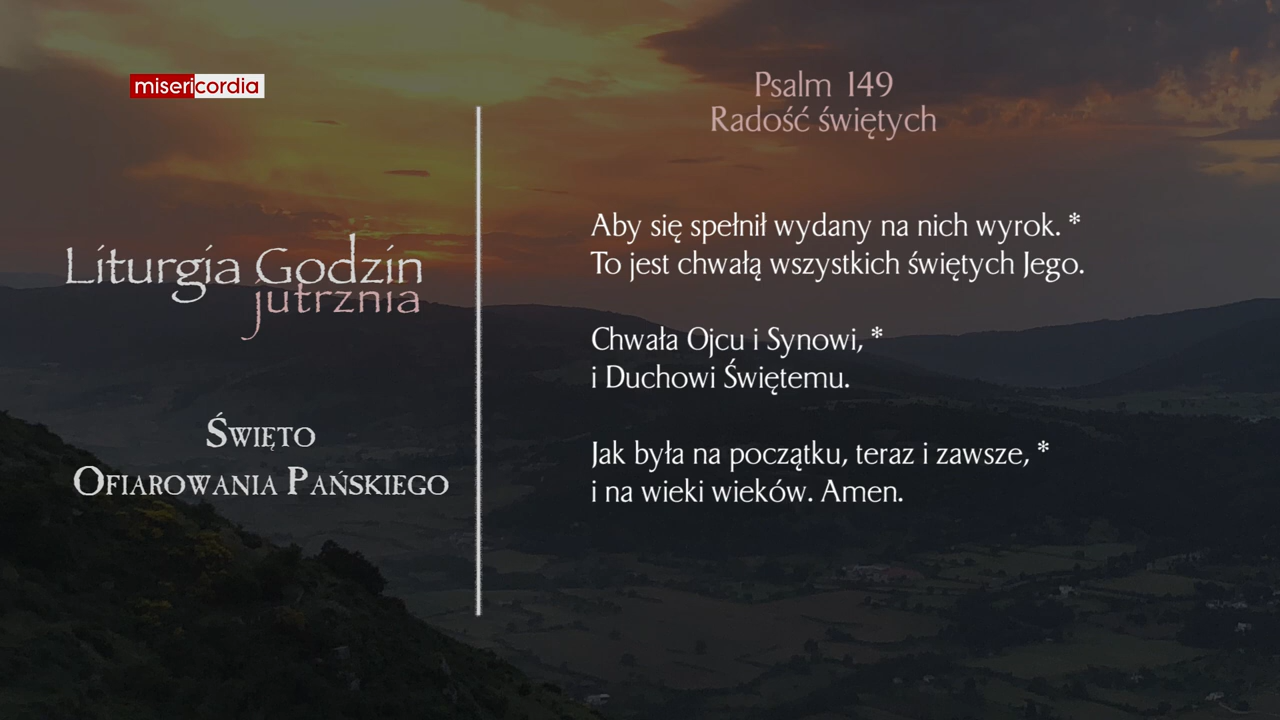 misericordia
Liturgia Godzin
jutrznia
Święto
Ofiarowania Pańskiego
Psalm 149
Radość świętych
Aby się spełnił wydany na nich wyrok. *
To jest chwałą wszystkich świętych Jego.
Chwała Ojcu i Synowi, *
i Duchowi Świętemu.
Jak była na początku, teraz i zawsze, *
i na wieki wieków. Amen.